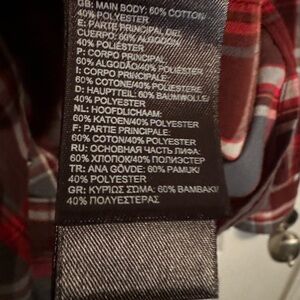 GB: MAIN BODY: 60% COTTON/
40% POLYESTER
E: PARTE PRINCIPAL DEL
CUERPO: 60% ALGODÓN/
40% POLIÉSTER
P: CORPO PRINCIPAL:
60% ALGODÃO/40% POLIÉSTER
I: CORPO PRINCIPALE:
60% COTONE/40% POLIESTERE
D: HAUPTTEIL: 60% BAUMWOLLE/
40% POLYESTER
NL: HOOFDLICHAAM:
60% KATOEN/40% POLYESTER
F: PARTIE PRINCIPALE:
60% COTON/40% POLYESTER
RU: ОСНОВНАЯ ЧАСТЬ ЛИФА:
60% ХЛОПОК/40% ПОЛИЭСТЕР
TR: ANA GÖVDE: 60% PAMUK/
40% POLYESTER
GR: ΚΥΡΙΩΣ ΣΩΜΑ: 60% ΒΑΜΒΑΚΙ/
40% ΠΟΛΥΕΣΤΕΡΑΣ